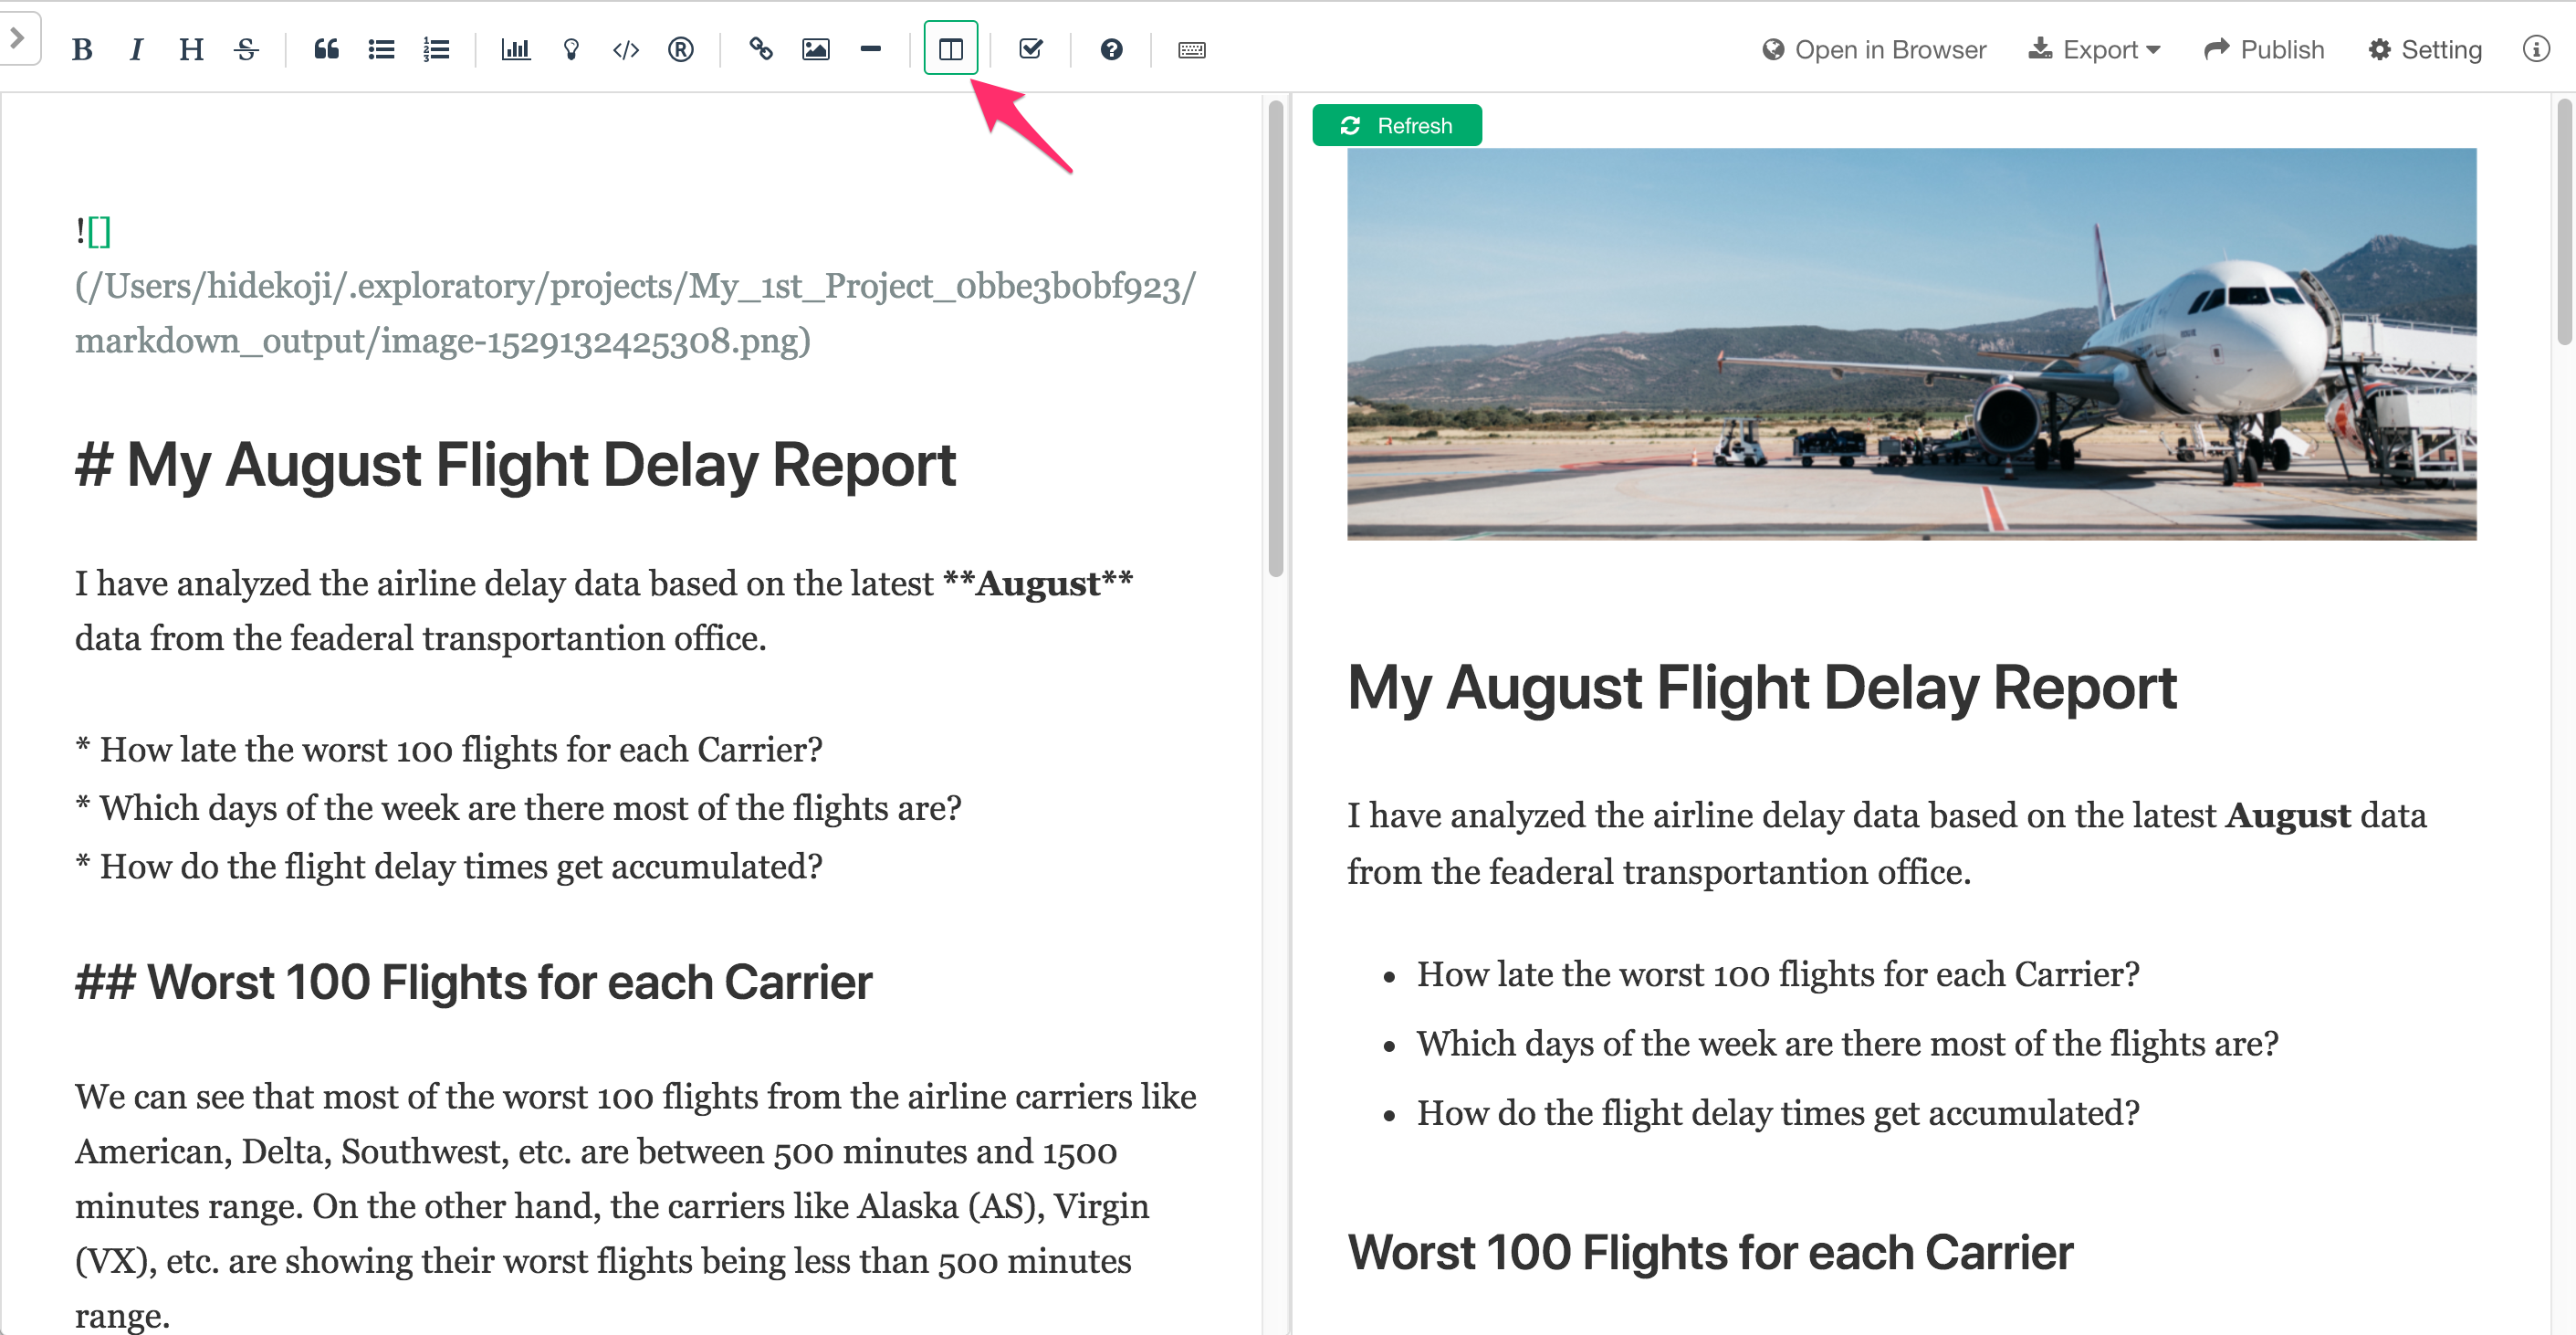 B I H S </> R Open in Browser Export Publish Setting
Refresh
![]
(/Users/hidekoji/.exploratory/projects/My_1st_Project_0bbe3b0bf923/
markdown_output/image-1529132425308.png)
# My August Flight Delay Report
I have analyzed the airline delay data based on the latest **August**
data from the feaderal transportantion office.
* How late the worst 100 flights for each Carrier?
* Which days of the week are there most of the flights are?
* How do the flight delay times get accumulated?
## Worst 100 Flights for each Carrier
We can see that most of the worst 100 flights from the airline carriers like
American, Delta, Southwest, etc. are between 500 minutes and 1500
minutes range. On the other hand, the carriers like Alaska (AS), Virgin
(VX), etc. are showing their worst flights being less than 500 minutes
range.
My August Flight Delay Report
I have analyzed the airline delay data based on the latest August data
from the feaderal transportantion office.
• How late the worst 100 flights for each Carrier?
• Which days of the week are there most of the flights are?
• How do the flight delay times get accumulated?
Worst 100 Flights for each Carrier